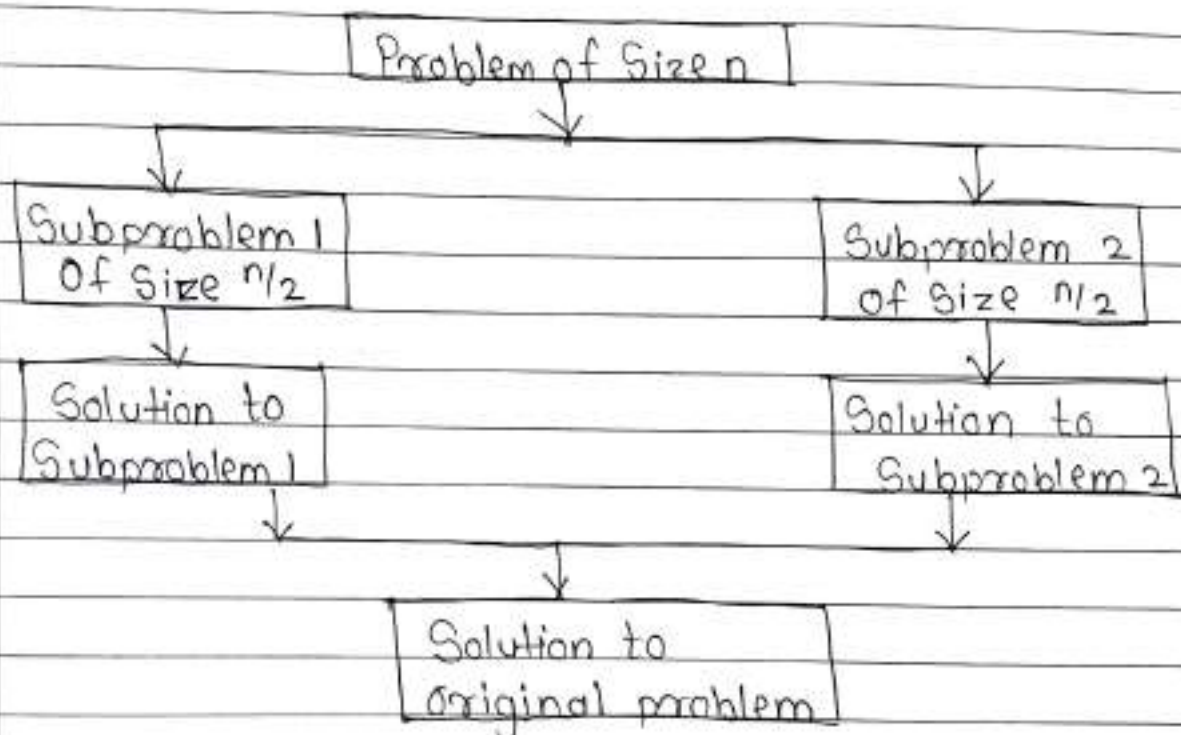 Problem of Size n
Subproblem 1
Of Size n/2
Subproblem 2
of Size n/2
Solution to
Subproblem 1
Solution to
Subproblem 2
Solution to
original problem